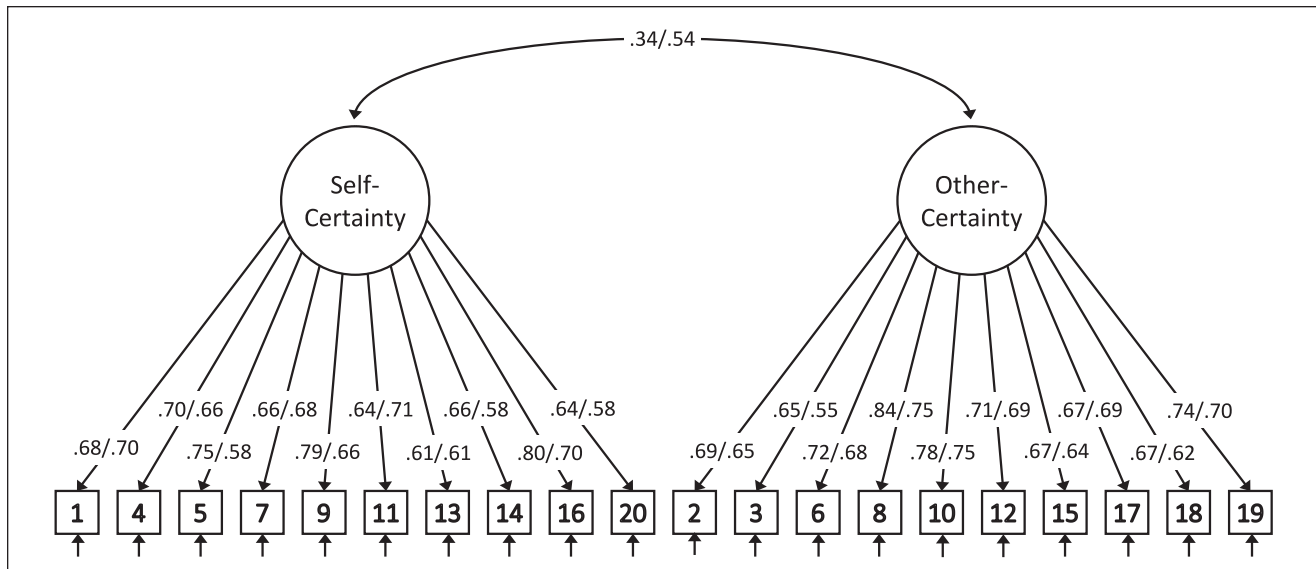 .34/.54
Self-
Certainty
Other-
Certainty
.70/.66 .66/.68 .64/.71 .66/.58 .64/.58 .65/.55 .84/.75 .71/.69 .67/.69 .74/.70
.68/.70 .75/.58 .79/.66 .61/.61 .80/.70 .69/.65 .72/.68 .78/.75 .67/.64 .67/.62
1 4 5 7 9 11 13 14 16 20 2 3 6 8 10 12 15 17 18 19